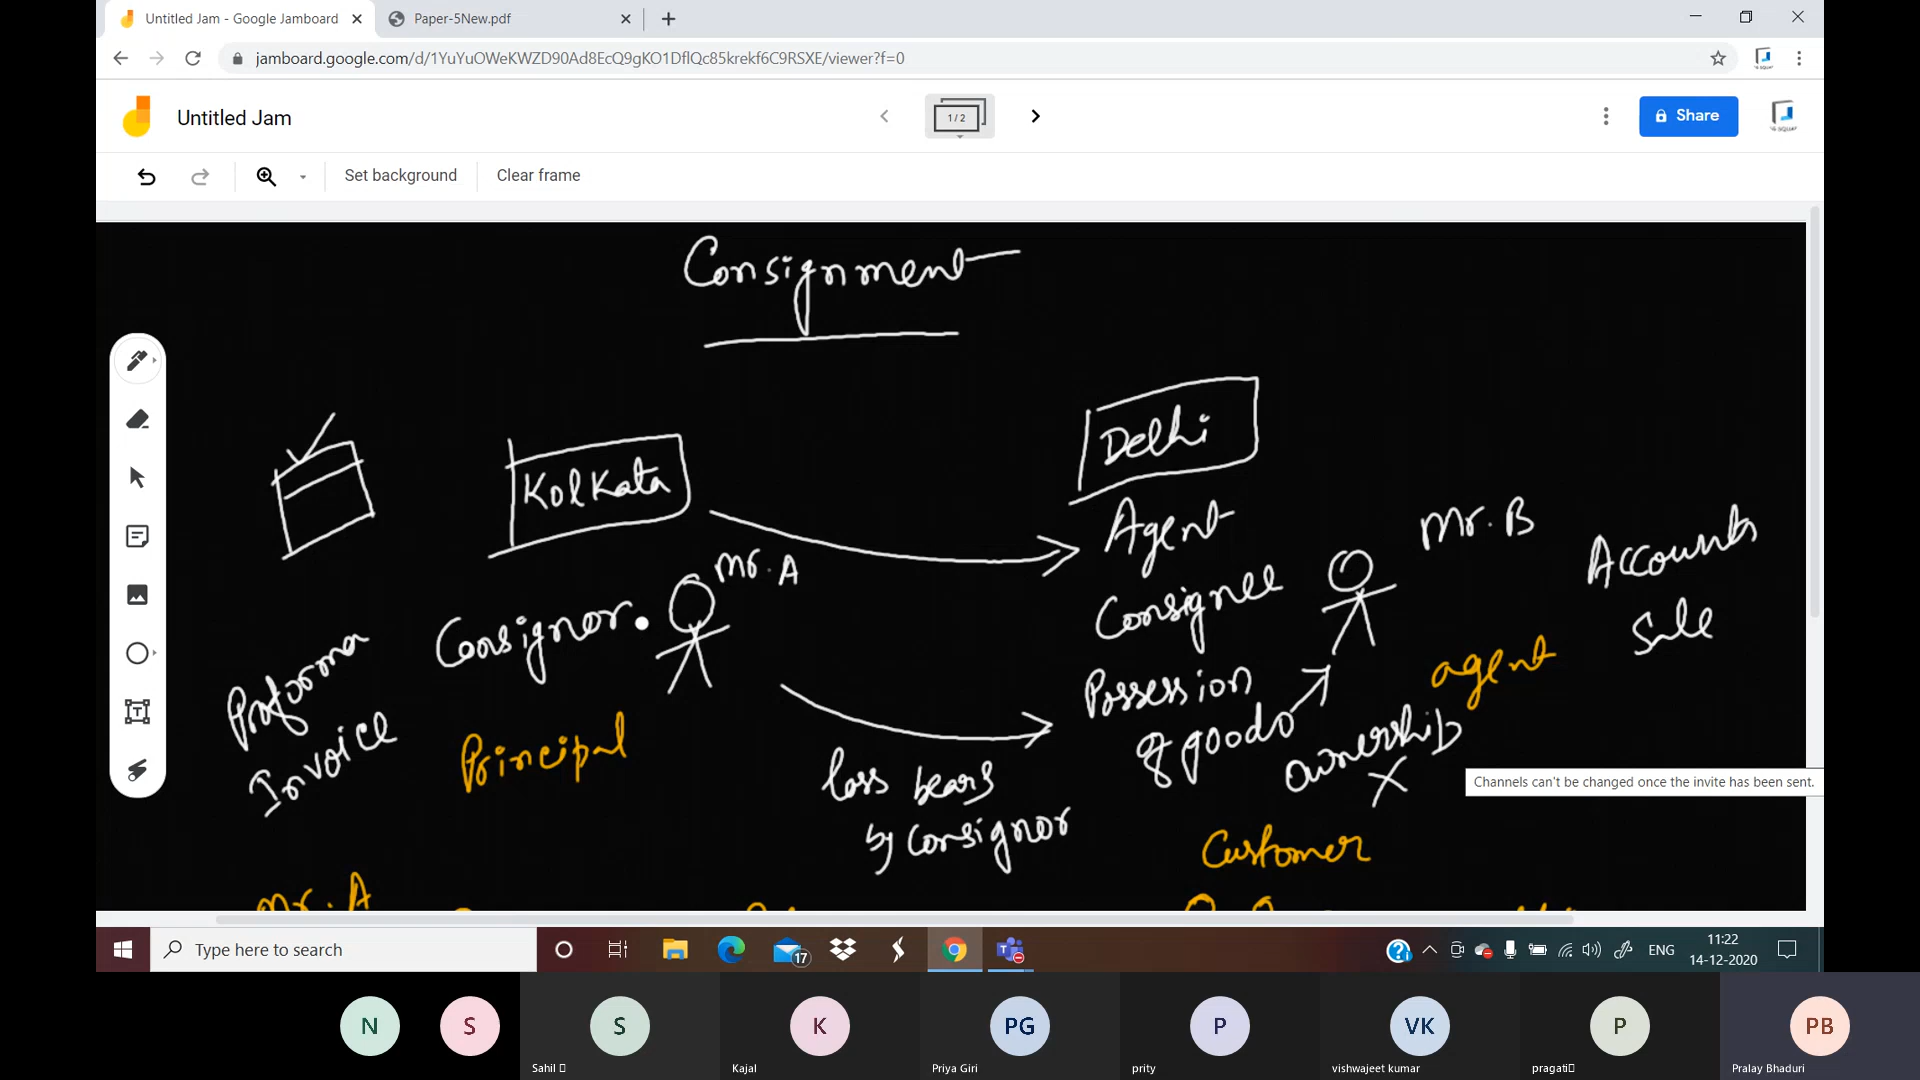 Untitled Jam - Google Jamboard
Paper-5New.pdf
jamboard.google.com/d/1YuYuOWeKWZD90Ad8EcQ9gKO1DflQc85krekf6C9RSXE/viewer?f=0
Untitled Jam
1 / 2
Share
Set background
Clear frame
Consignment
Kolkata
Delhi
Mr. A
Agent
Consignee
Mr. B
Accounts
Sale
Consignor
Proforma
Invoice
Principal
Possession
of goods
agent
ownership
X
loss bears
by consignor
Channels can't be changed once the invite has been sent.
Customer
Mr. A
Type here to search
17
ENG
11:22
14-12-2020
N
S
S
K
PG
P
VK
P
PB
Sahil
Kajal
Priya Giri
prity
vishwajeet kumar
pragati
Pralay Bhaduri